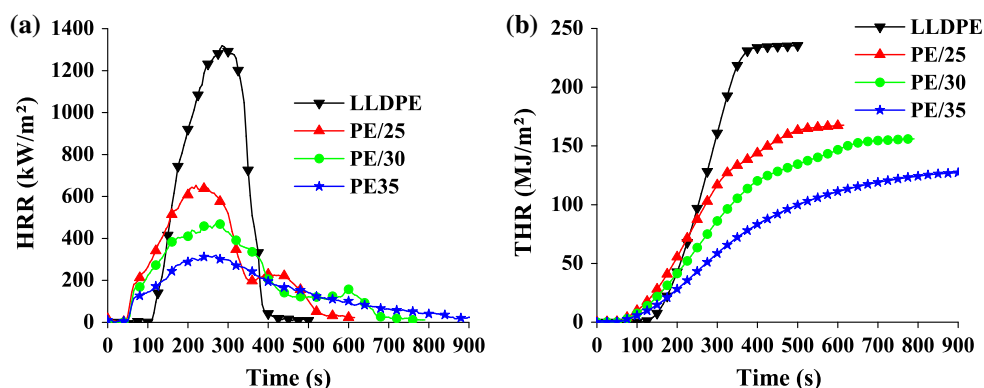 (a)
1400
1200
1000
800
600
400
200
0
HRR (kW/m²)
0 100 200 300 400 500 600 700 800 900
Time (s)
LLDPE
PE/25
PE/30
PE35
(b)
250
200
150
100
50
0
THR (MJ/m²)
0 100 200 300 400 500 600 700 800 900
Time (s)
LLDPE
PE/25
PE/30
PE/35